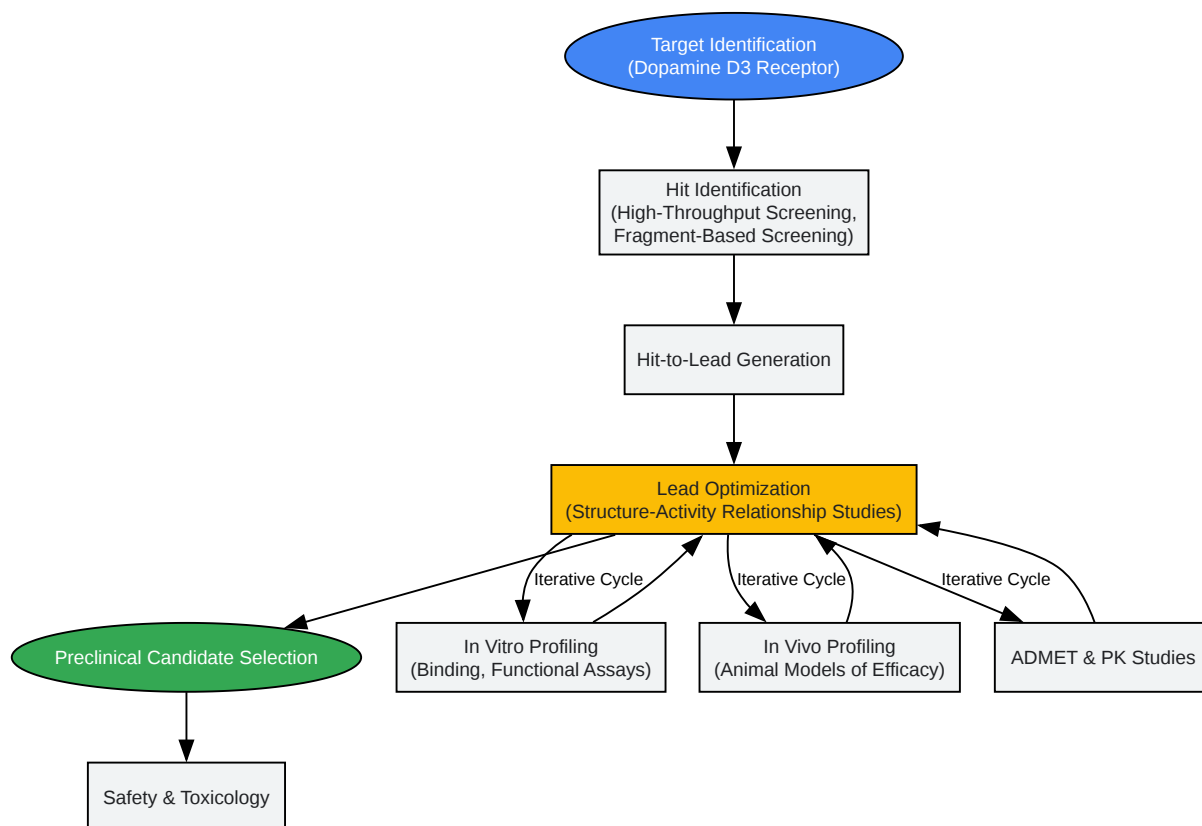 Target Identification
(Dopamine D3 Receptor)
Hit Identification
(High-Throughput Screening,
Fragment-Based Screening)
Hit-to-Lead Generation
Lead Optimization
(Structure-Activity Relationship Studies)
Iterative Cycle
Iterative Cycle
Iterative Cycle
Preclinical Candidate Selection
In Vitro Profiling
(Binding, Functional Assays)
In Vivo Profiling
(Animal Models of Efficacy)
ADMET & PK Studies
Safety & Toxicology